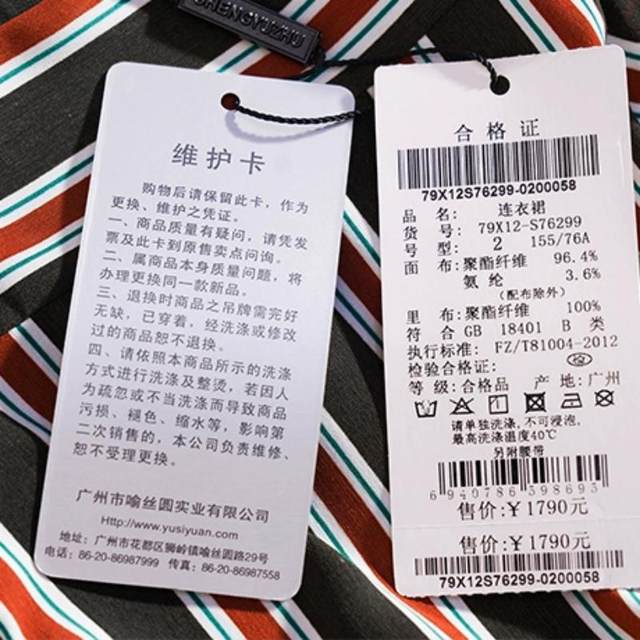 SHENGYUZHU
维护卡
购物后请保留此卡，作为
更换、维护之凭证。
一、商品质量有疑问，请凭发
票及此卡到原售卖点问询。
二、属商品本身质量问题，将
办理更换同一款新品。
三、退换时商品之吊牌需完好
无缺，已穿着，经洗涤或修改
过的商品恕不退换。
四、请依照本商品所示的洗涤
方式进行洗涤及整烫，若因人
为疏忽或不当洗涤而导致商品
污损、褪色、缩水等，影响第
二次销售的，本公司负责维修、
恕不受理更换。
广州市喻丝圆实业有限公司
Http://www.yusiyuan.com
地址：广州市花都区狮岭镇喻丝圆路29号
电话：86-20-86987999 传真：86-20-86987558
合格证
79X12S76299-0200058
品名：连衣裙
货号：79X12-S76299
号型：2 155/76A
面布：聚酯纤维 96.4%
氨纶 3.6%
（配布除外）
里布：聚酯纤维 100%
符合 GB 18401 B 类
执行标准：FZ/T81004-2012
检验合格证：检
等级：合格品 产地：广州
请单独洗涤,不可浸泡,
最高洗涤温度40℃
另附腰带
6940786398693
售价:￥1790元
售价:￥1790元
79X12S76299-0200058